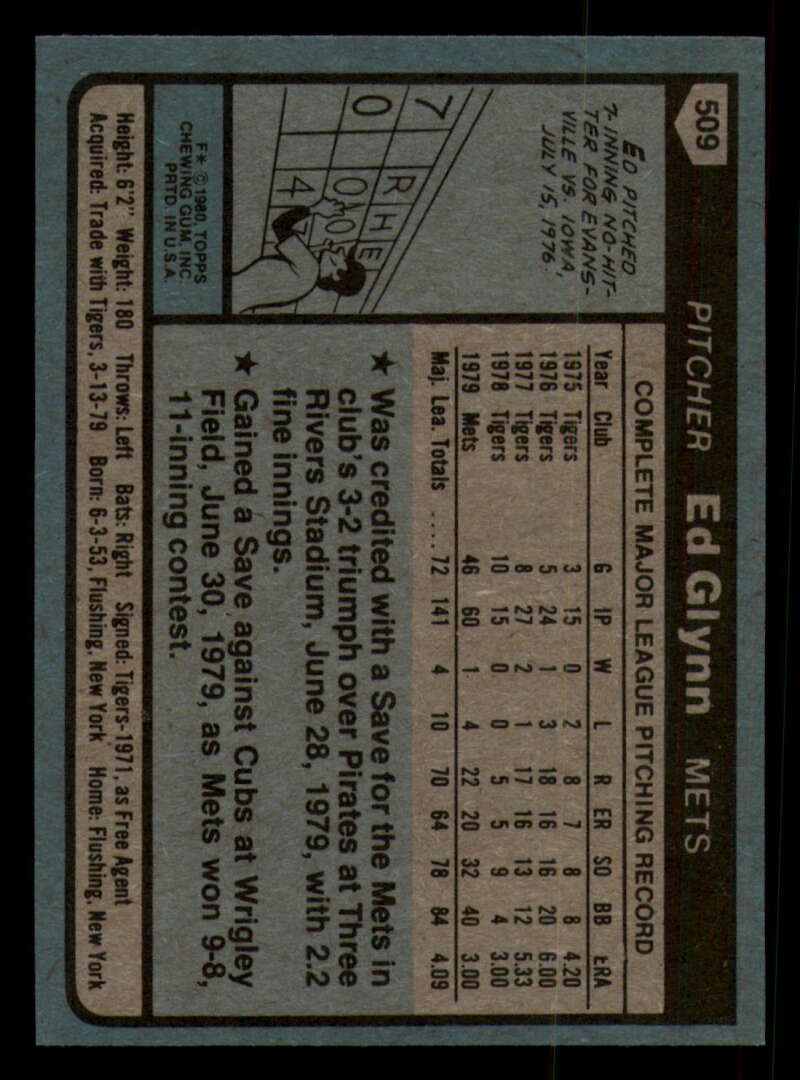 509 PITCHER Ed Glynn METS
COMPLETE MAJOR LEAGUE PITCHING RECORD
Year Club G IP W L R ER SO BB ERA
1975 Tigers 3 15 0 2 8 7 8 8 4.20
1976 Tigers 5 24 1 3 18 16 16 20 6.00
1977 Tigers 8 27 2 1 17 16 13 12 5.33
1978 Tigers 10 15 0 0 5 5 9 4 3.00
1979 Mets 46 60 1 4 22 20 32 40 3.00
Maj. Lea. Totals .... 72 141 4 10 70 64 78 84 4.09
★ Was credited with a Save for the Mets in
club's 3-2 triumph over Pirates at Three
Rivers Stadium, June 28, 1979, with 2.2
fine innings.
★ Gained a Save against Cubs at Wrigley
Field, June 30, 1979, as Mets won 9-8,
11-inning contest.
ED PITCHED
7-INNING NO-HIT-
TER FOR EVANS-
VILLE VS. IOWA,
JULY 15, 1976.
7 R H E
0 0 0
4 7
F* ©1980 TOPPS
CHEWING GUM, INC.
PRTD. IN U.S.A.
Height: 6'2" Weight: 180 Throws: Left Bats: Right Signed: Tigers-1971, as Free Agent
Acquired: Trade with Tigers, 3-13-79 Born: 6-3-53, Flushing, New York Home: Flushing, New York